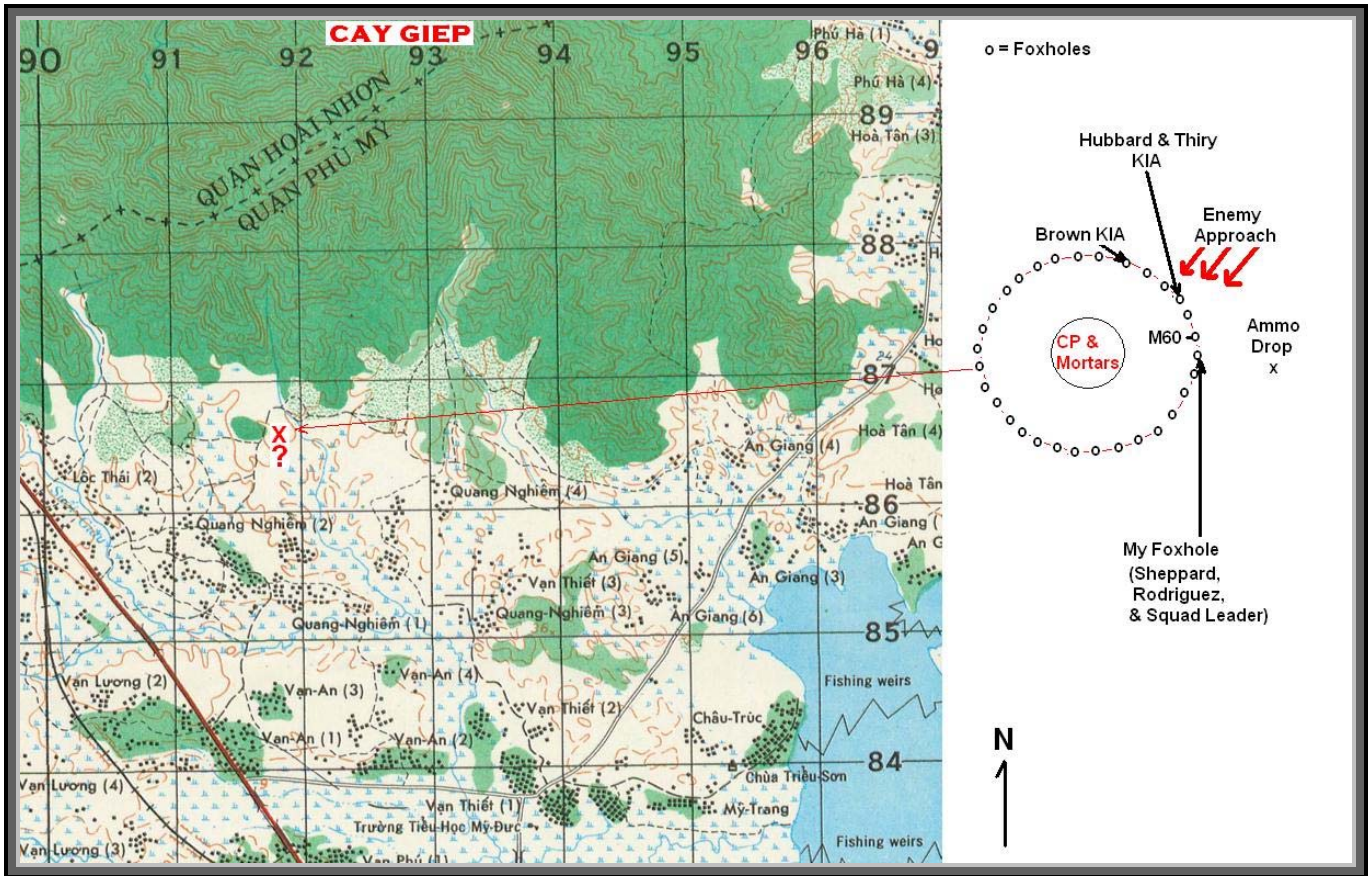 CAY GIEP
90
91
92
93
94
95
96
9
Phú Hà (1)
Phú Hà (4)
89
Hoà Tân (3)
QUẬN HOÀI NHƠN
QUẬN PHÙ MỸ
88
24
87
Hoà Tân (4)
An Giang (4)
Lôc Thái (2)
Quang Nghiêm (4)
86
Hoà Tân
Quang Nghiêm (2)
An Giang (
An G
An Giang (5)
An Giang (3)
Vạn Thiết (3)
Quang-Nghiêm (3)
An Giang (6)
Quang-Nghiêm (1)
36
85
Vạn Lương (2)
Vạn-An (4)
Vạn-An (3)
Fishing weirs
Vạn Thiết (2)
Châu-Trúc
Vạn-An (1)
Vạn-An (2)
84
Chùa Triều-Sơn
Vạn Lương (4)
Vạn Thiết (1)
Mỹ-Trang
Trường Tiểu-Học Mỹ-Đức
Fishing weirs
Vạn-Lương (3)
Vạn Phú (1)
X
?
o = Foxholes
Hubbard & Thiry
KIA
Enemy
Approach
Brown KIA
M60
CP &
Mortars
Ammo
Drop
x
My Foxhole
(Sheppard,
Rodriguez,
& Squad Leader)
N